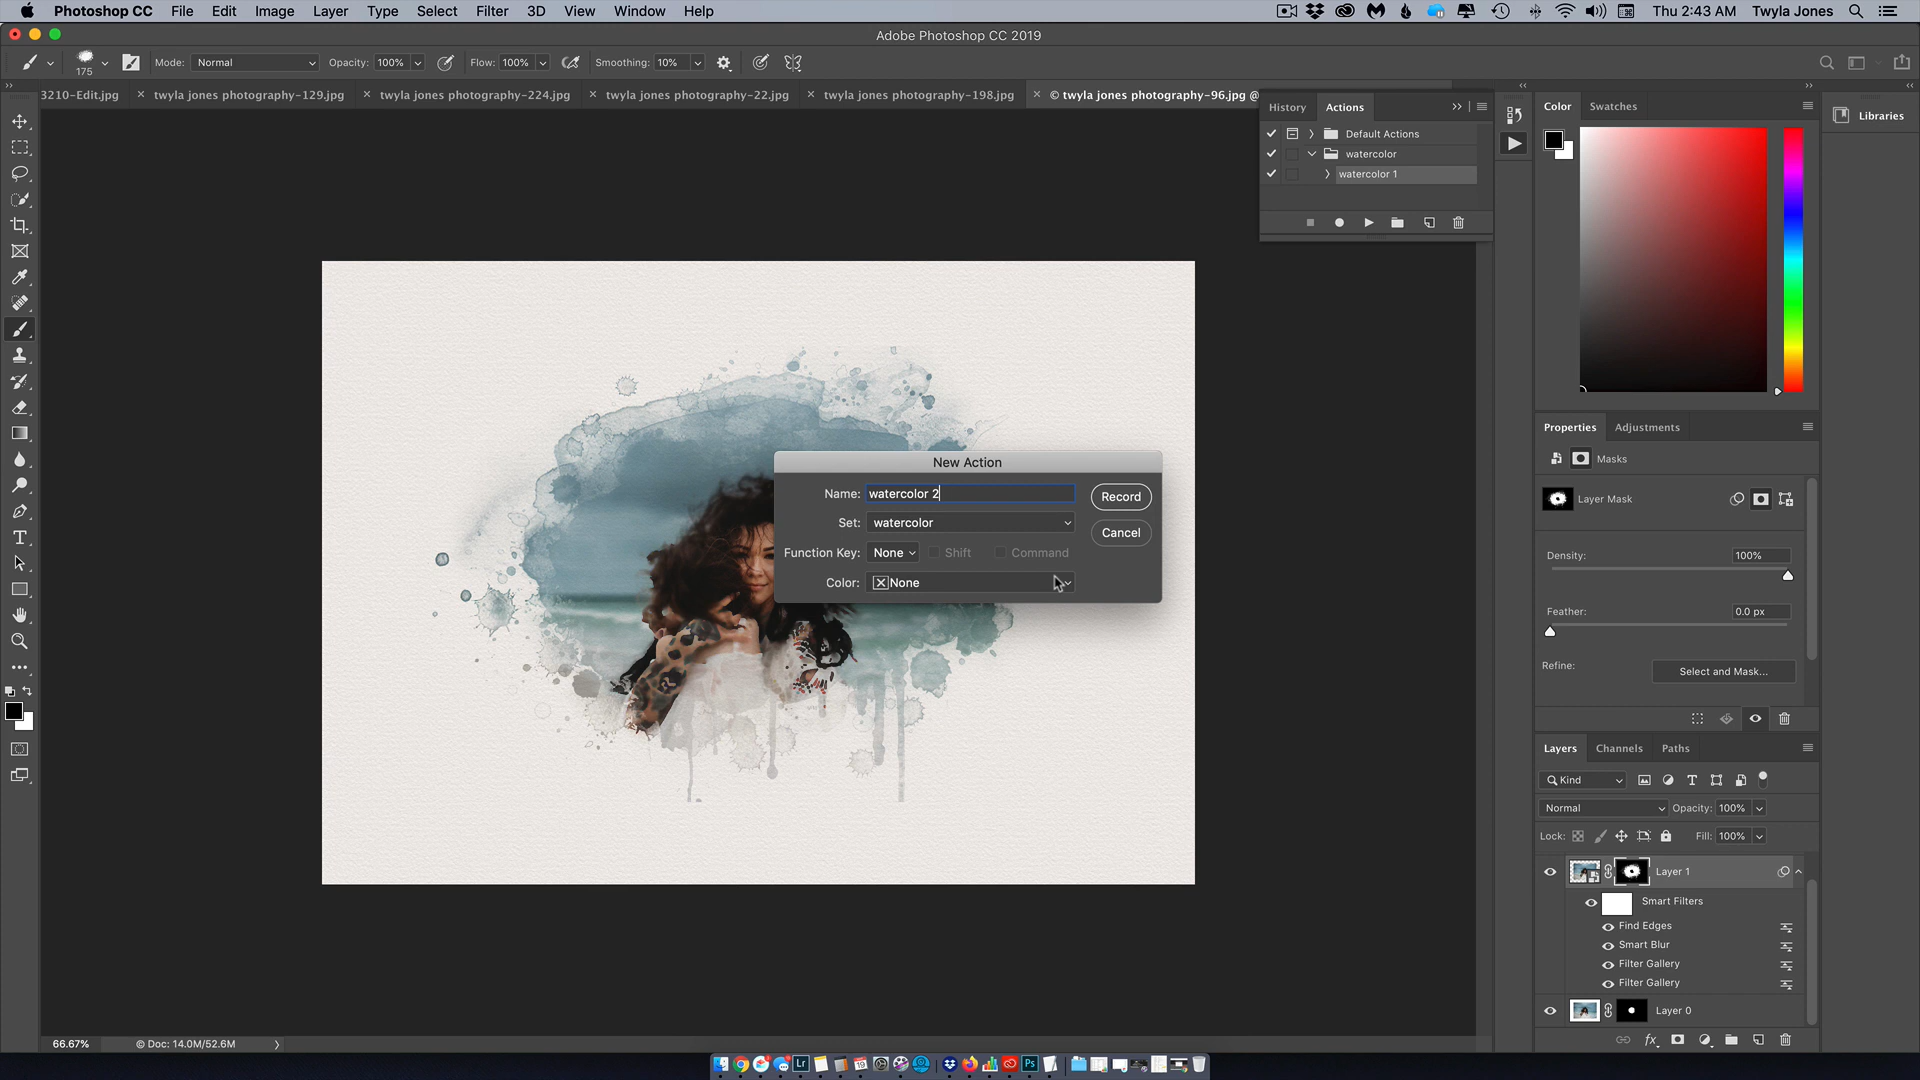 Photoshop CC File Edit Image Layer Type Select Filter 3D View Window Help Thu 2:43 AM Twyla Jones
Adobe Photoshop CC 2019
175 Mode: Normal Opacity: 100% Flow: 100% Smoothing: 10%
3210-Edit.jpg × twyla jones photography-129.jpg × twyla jones photography-224.jpg × twyla jones photography-22.jpg × twyla jones photography-198.jpg × © twyla jones photography-96.jpg @
History Actions
Default Actions
watercolor
watercolor 1
Color Swatches
Libraries
New Action
Name: watercolor 2 Record
Set: watercolor Cancel
Function Key: None Shift Command
Color: None
Properties Adjustments
Masks
Layer Mask
Density: 100%
Feather: 0.0 px
Refine: Select and Mask...
Layers Channels Paths
Kind
Normal Opacity: 100%
Lock: Fill: 100%
Layer 1
Smart Filters
Find Edges
Smart Blur
Filter Gallery
Filter Gallery
Layer 0
fx
66.67% © Doc: 14.0M/52.6M
Lr Ps